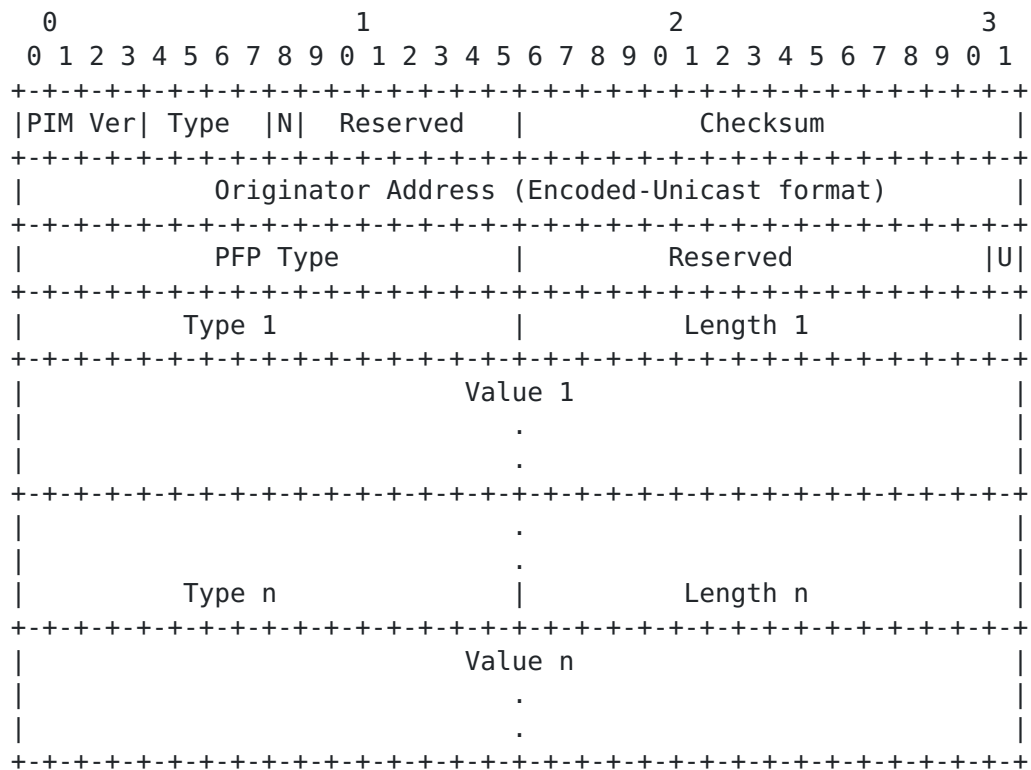 0                   1                   2                   3
 0 1 2 3 4 5 6 7 8 9 0 1 2 3 4 5 6 7 8 9 0 1 2 3 4 5 6 7 8 9 0 1
+-+-+-+-+-+-+-+-+-+-+-+-+-+-+-+-+-+-+-+-+-+-+-+-+-+-+-+-+-+-+-+-+
|PIM Ver| Type  |N|  Reserved   |           Checksum            |
+-+-+-+-+-+-+-+-+-+-+-+-+-+-+-+-+-+-+-+-+-+-+-+-+-+-+-+-+-+-+-+-+
|            Originator Address (Encoded-Unicast format)        |
+-+-+-+-+-+-+-+-+-+-+-+-+-+-+-+-+-+-+-+-+-+-+-+-+-+-+-+-+-+-+-+-+
|            PFP Type           |         Reserved            |U|
+-+-+-+-+-+-+-+-+-+-+-+-+-+-+-+-+-+-+-+-+-+-+-+-+-+-+-+-+-+-+-+-+
|          Type 1               |          Length 1             |
+-+-+-+-+-+-+-+-+-+-+-+-+-+-+-+-+-+-+-+-+-+-+-+-+-+-+-+-+-+-+-+-+
|                            Value 1                            |
|                               .                               |
|                               .                               |
+-+-+-+-+-+-+-+-+-+-+-+-+-+-+-+-+-+-+-+-+-+-+-+-+-+-+-+-+-+-+-+-+
|                               .                               |
|                               .                               |
|          Type n               |          Length n             |
+-+-+-+-+-+-+-+-+-+-+-+-+-+-+-+-+-+-+-+-+-+-+-+-+-+-+-+-+-+-+-+-+
|                            Value n                            |
|                               .                               |
|                               .                               |
+-+-+-+-+-+-+-+-+-+-+-+-+-+-+-+-+-+-+-+-+-+-+-+-+-+-+-+-+-+-+-+-+